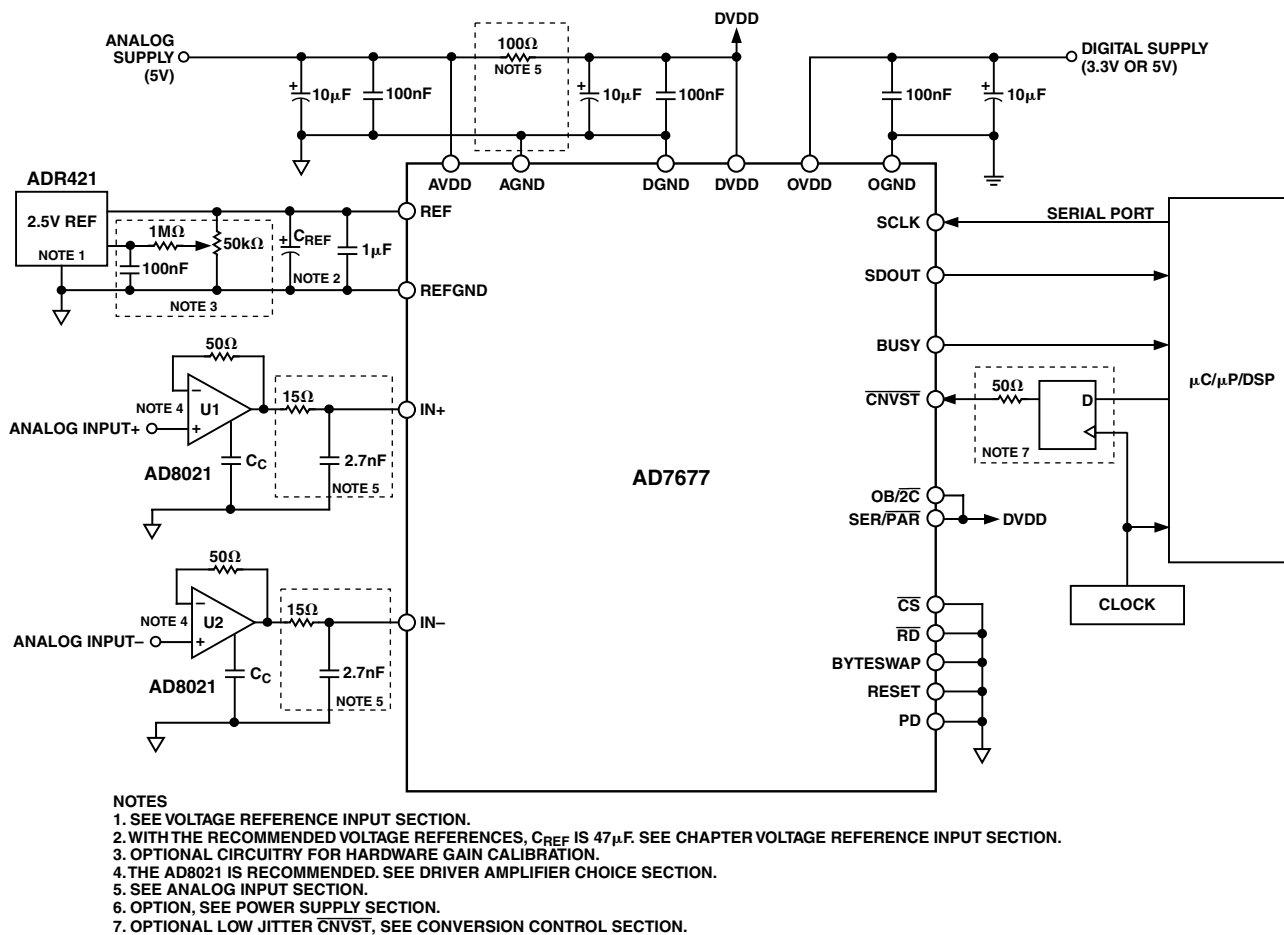 DVDD
ANALOG
SUPPLY
(5V)
100Ω
NOTE 5
DIGITAL SUPPLY
(3.3V OR 5V)
+
10μF
100nF
+
10μF
100nF
100nF
+
10μF
AVDD
AGND
DGND
DVDD
OVDD
OGND
ADR421
2.5V REF
NOTE 1
1MΩ
50kΩ
100nF
NOTE 3
+
CREF
NOTE 2
1μF
REF
REFGND
SCLK
SERIAL PORT
SDOUT
BUSY
CNVST
50Ω
D
NOTE 7
μC/μP/DSP
50Ω
–
U1
+
NOTE 4
ANALOG INPUT+
AD8021
CC
15Ω
2.7nF
NOTE 5
IN+
AD7677
OB/2C
SER/PAR
DVDD
CLOCK
50Ω
–
U2
+
NOTE 4
ANALOG INPUT–
AD8021
CC
15Ω
2.7nF
NOTE 5
IN–
CS
RD
BYTESWAP
RESET
PD
NOTES
1. SEE VOLTAGE REFERENCE INPUT SECTION.
2. WITH THE RECOMMENDED VOLTAGE REFERENCES, CREF IS 47μF. SEE CHAPTER VOLTAGE REFERENCE INPUT SECTION.
3. OPTIONAL CIRCUITRY FOR HARDWARE GAIN CALIBRATION.
4. THE AD8021 IS RECOMMENDED. SEE DRIVER AMPLIFIER CHOICE SECTION.
5. SEE ANALOG INPUT SECTION.
6. OPTION, SEE POWER SUPPLY SECTION.
7. OPTIONAL LOW JITTER CNVST, SEE CONVERSION CONTROL SECTION.